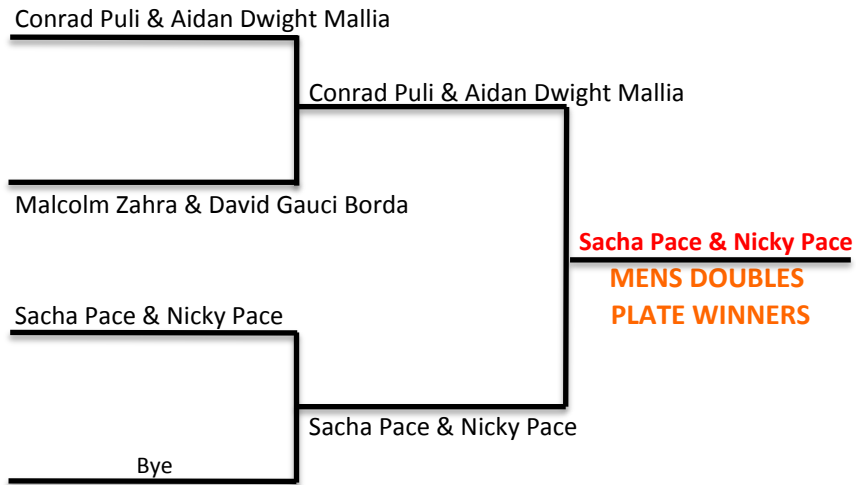 Conrad Puli & Aidan Dwight Mallia
Conrad Puli & Aidan Dwight Mallia
Malcolm Zahra & David Gauci Borda
Sacha Pace & Nicky Pace
MENS DOUBLES
PLATE WINNERS
Sacha Pace & Nicky Pace
Sacha Pace & Nicky Pace
Bye